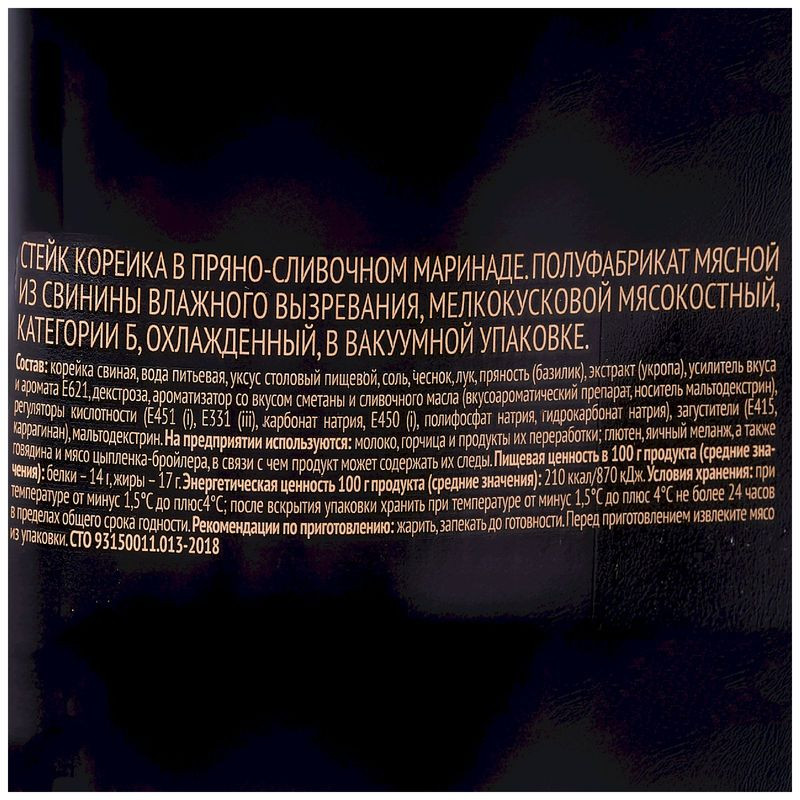 СТЕЙК КОРЕЙКА В ПРЯНО-СЛИВОЧНОМ МАРИНАДЕ. ПОЛУФАБРИКАТ МЯСНОЙ
ИЗ СВИНИНЫ ВЛАЖНОГО ВЫЗРЕВАНИЯ, МЕЛКОКУСКОВОЙ МЯСОКОСТНЫЙ,
КАТЕГОРИИ Б, ОХЛАЖДЕННЫЙ, В ВАКУУМНОЙ УПАКОВКЕ.
Состав: корейка свиная, вода питьевая, уксус столовый пищевой, соль, чеснок, лук, пряность (базилик), экстракт (укропа), усилитель вкуса
и аромата Е621, декстроза, ароматизатор со вкусом сметаны и сливочного масла (вкусоароматический препарат, носитель мальтодекстрин),
регуляторы кислотности (Е451 (i), Е331 (iii), карбонат натрия, Е450 (i), полифосфат натрия, гидрокарбонат натрия), загустители (Е415,
каррагинан), мальтодекстрин. На предприятии используются: молоко, горчица и продукты их переработки; глютен, яичный меланж, а также
говядина и мясо цыпленка-бройлера, в связи с чем продукт может содержать их следы. Пищевая ценность в 100 г продукта (средние зна-
чения): белки – 14 г, жиры – 17 г. Энергетическая ценность 100 г продукта (средние значения): 210 ккал/870 кДж. Условия хранения: при
температуре от минус 1,5°С до плюс4°С; после вскрытия упаковки хранить при температуре от минус 1,5°С до плюс 4°С не более 24 часов
в пределах общего срока годности. Рекомендации по приготовлению: жарить, запекать до готовности. Перед приготовлением извлеките мясо
из упаковки. СТО 93150011.013-2018